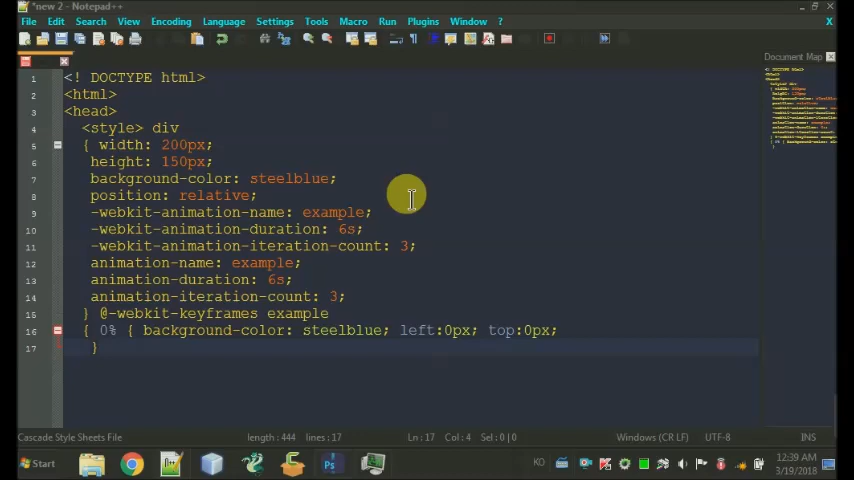 *new 2 - Notepad++
File Edit Search View Encoding Language Settings Tools Macro Run Plugins Window ? X
Document Map
1 <! DOCTYPE html>
2 <html>
3 <head>
4 <style> div
5 { width: 200px;
6 height: 150px;
7 background-color: steelblue;
8 position: relative;
9 -webkit-animation-name: example;
10 -webkit-animation-duration: 6s;
11 -webkit-animation-iteration-count: 3;
12 animation-name: example;
13 animation-duration: 6s;
14 animation-iteration-count: 3;
15 } @-webkit-keyframes example
16 { 0% { background-color: steelblue; left:0px; top:0px;
17 }
Cascade Style Sheets File length : 444 lines : 17 Ln : 17 Col : 4 Sel : 0 | 0 Windows (CR LF) UTF-8 INS
Start Ps KO 12:39 AM
3/19/2018